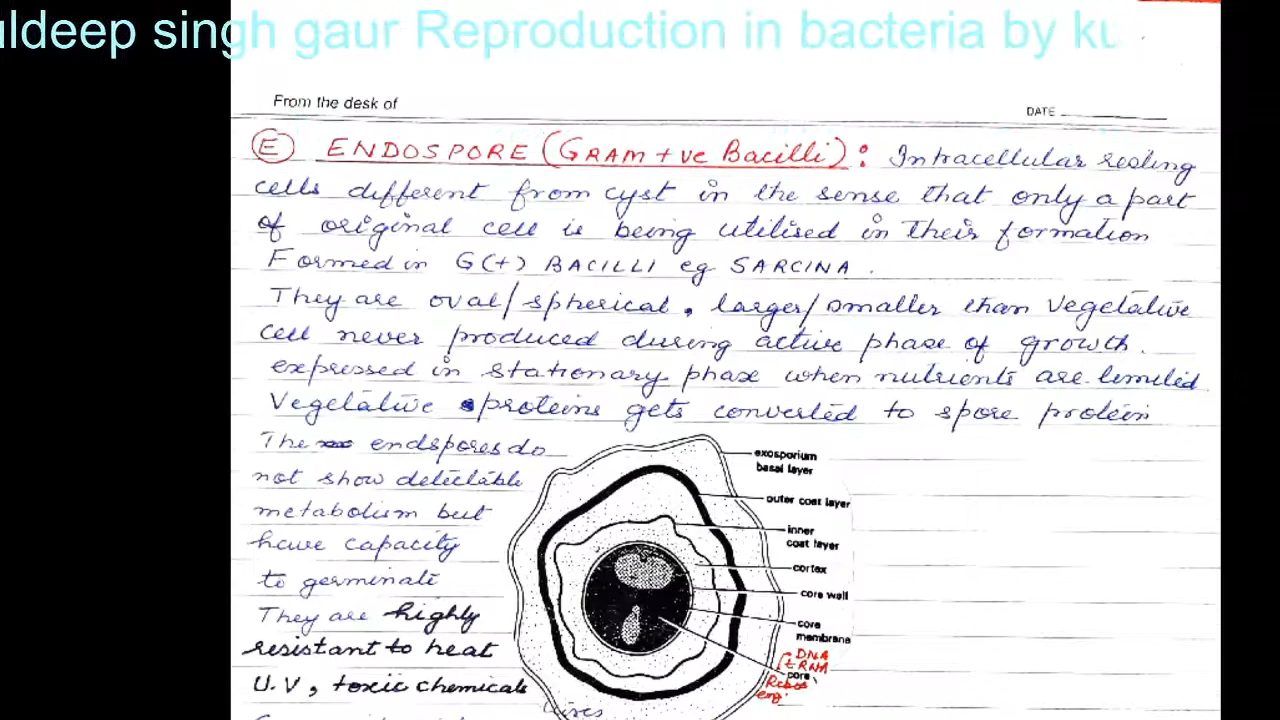 uldeep singh gaur Reproduction in bacteria by ku
From the desk of
DATE
(E) ENDOSPORE (GRAM +ve Bacilli) : Intracellular resting
cells different from cyst in the sense that only a part
of original cell is being utilised in their formation
Formed in G(+) BACILLI eg SARCINA.
They are oval/spherical, larger/smaller than vegetative
cell never produced during active phase of growth.
expressed in stationary phase when nutrients are limited
Vegetative proteins gets converted to spore protein
The endspores do
not show detectable
metabolism but
have capacity
to germinate
They are highly
resistant to heat
U.V, toxic chemicals
exosporium
basal layer
outer coat layer
inner
coat layer
cortex
core wall
core
membrane
DNA
+ RNA
core
Ribos